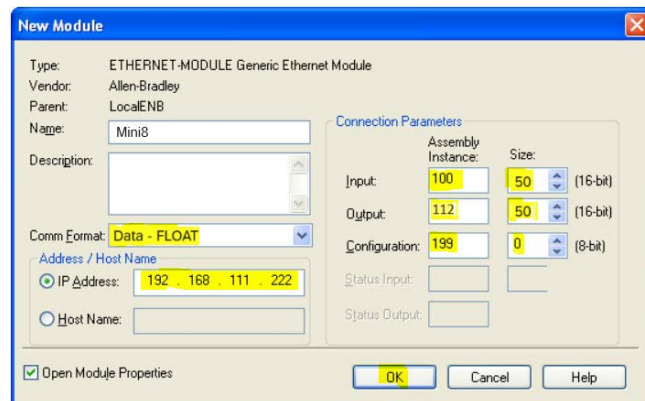 New Module
Type: ETHERNET-MODULE Generic Ethernet Module
Vendor: Allen-Bradley
Parent: LocalENB
Name: Mini8
Description:
Comm Format: Data - FLOAT
Address / Host Name
IP Address: 192 . 168 . 111 . 222
Host Name:
Connection Parameters
Assembly
Instance: Size:
Input: 100 50 (16-bit)
Output: 112 50 (16-bit)
Configuration: 199 0 (8-bit)
Status Input:
Status Output:
Open Module Properties
OK Cancel Help